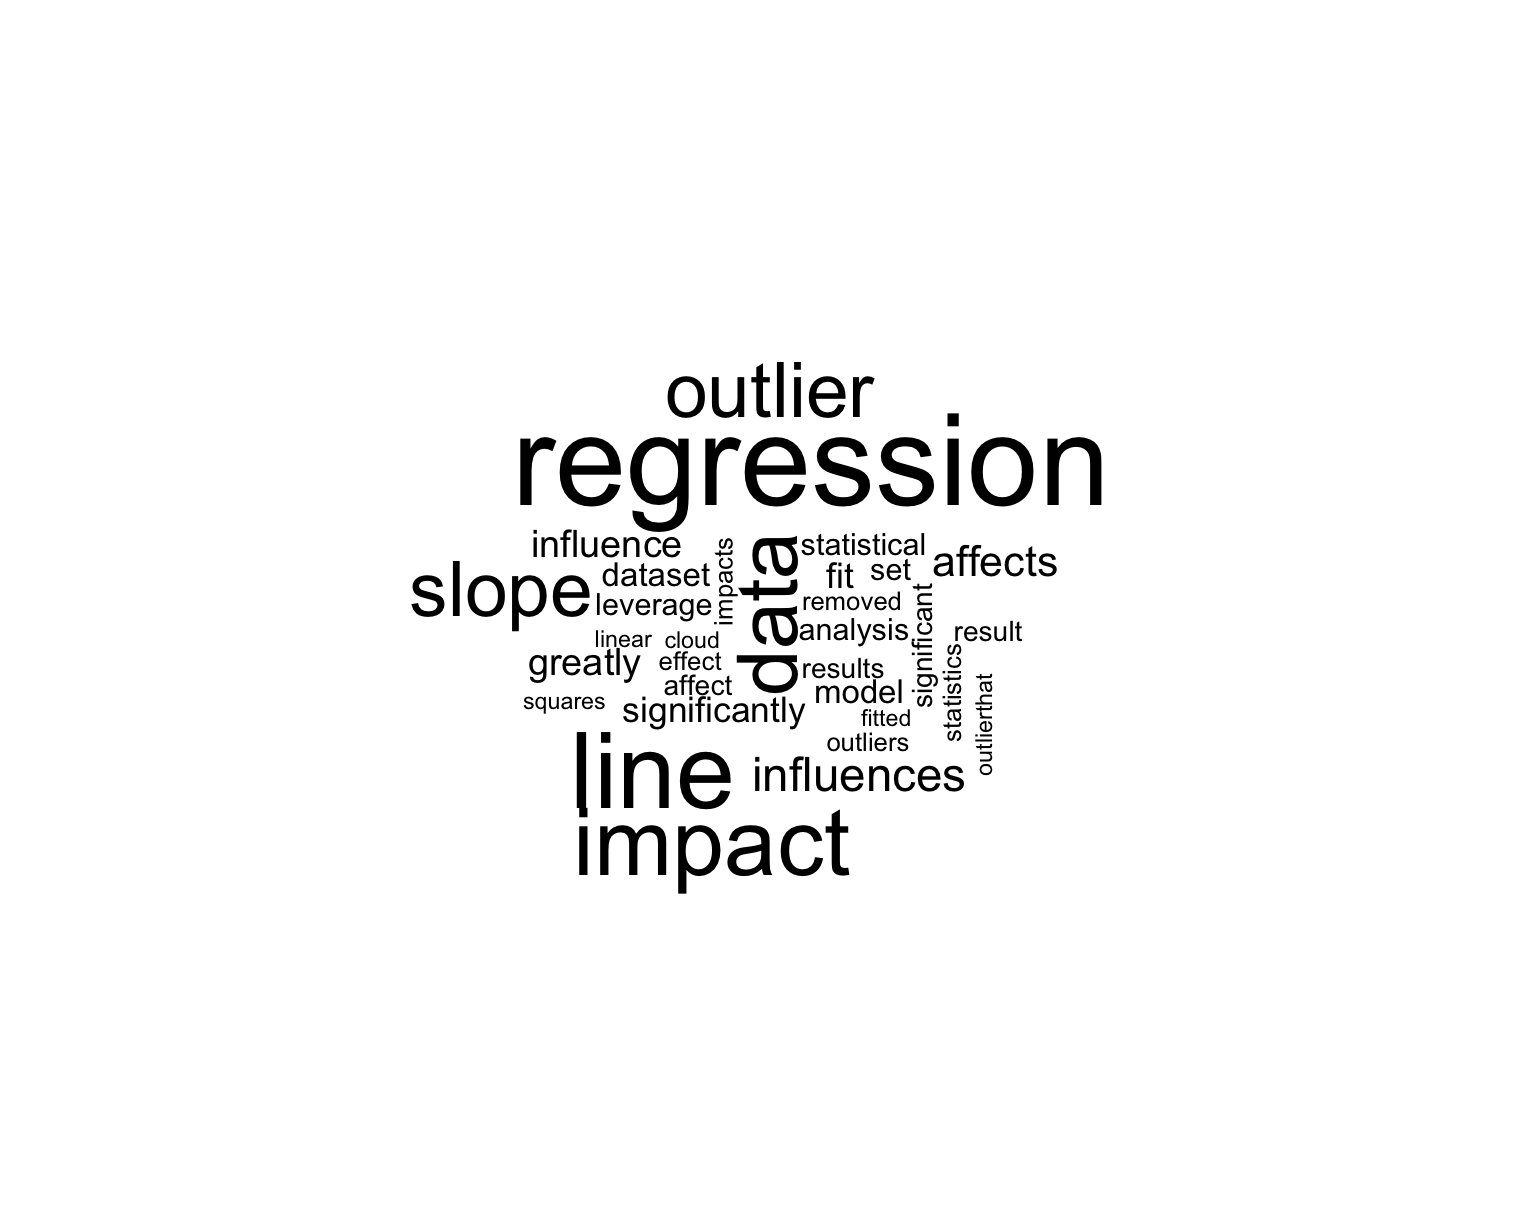 outlier
regression
influence
impacts
data
statistical
affects
slope
dataset
fit
set
leverage
removed
significant
linear
cloud
analysis
result
greatly
effect
results
statistics
affect
model
outlierthat
squares
significantly
fitted
outliers
line
influences
impact